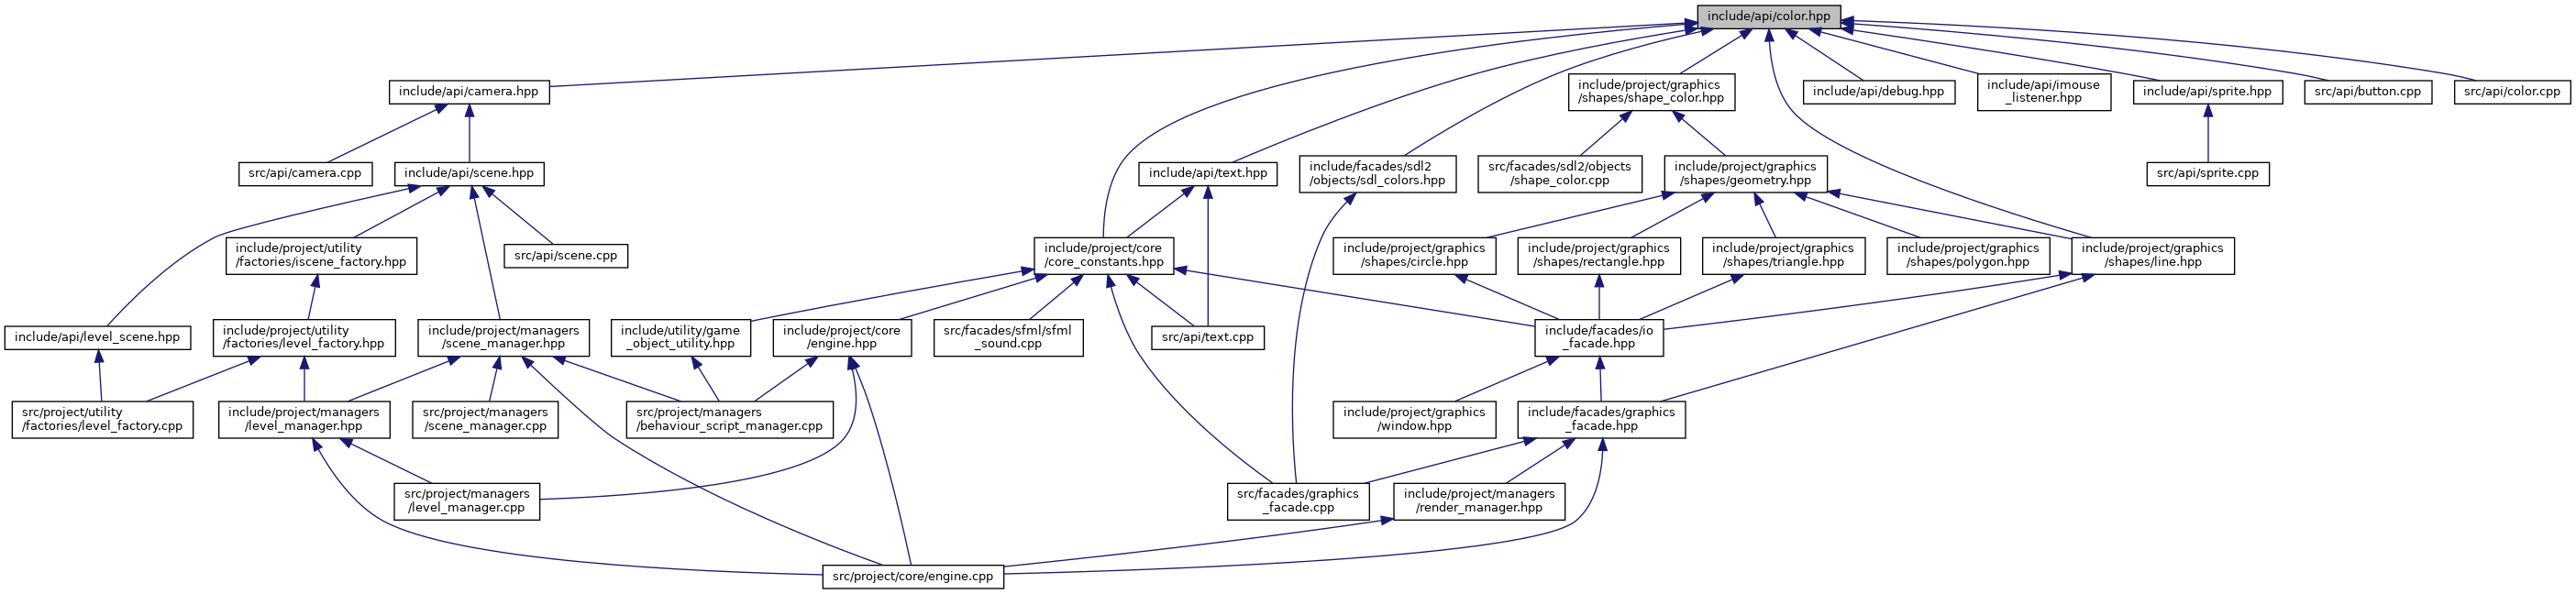 include/api/color.hpp
include/api/camera.hpp
include/project/graphics
/shapes/shape_color.hpp
include/api/debug.hpp
include/api/imouse
_listener.hpp
include/api/sprite.hpp
src/api/button.cpp
src/api/color.cpp
src/api/camera.cpp
include/api/scene.hpp
include/api/text.hpp
include/facades/sdl2
/objects/sdl_colors.hpp
src/facades/sdl2/objects
/shape_color.cpp
include/project/graphics
/shapes/geometry.hpp
src/api/sprite.cpp
include/project/utility
/factories/iscene_factory.hpp
src/api/scene.cpp
include/project/core
/core_constants.hpp
include/project/graphics
/shapes/circle.hpp
include/project/graphics
/shapes/rectangle.hpp
include/project/graphics
/shapes/triangle.hpp
include/project/graphics
/shapes/polygon.hpp
include/project/graphics
/shapes/line.hpp
include/api/level_scene.hpp
include/project/utility
/factories/level_factory.hpp
include/project/managers
/scene_manager.hpp
include/utility/game
_object_utility.hpp
include/project/core
/engine.hpp
src/facades/sfml/sfml
_sound.cpp
src/api/text.cpp
include/facades/io
_facade.hpp
src/project/utility
/factories/level_factory.cpp
include/project/managers
/level_manager.hpp
src/project/managers
/scene_manager.cpp
src/project/managers
/behaviour_script_manager.cpp
include/project/graphics
/window.hpp
include/facades/graphics
_facade.hpp
src/project/managers
/level_manager.cpp
src/facades/graphics
_facade.cpp
include/project/managers
/render_manager.hpp
src/project/core/engine.cpp